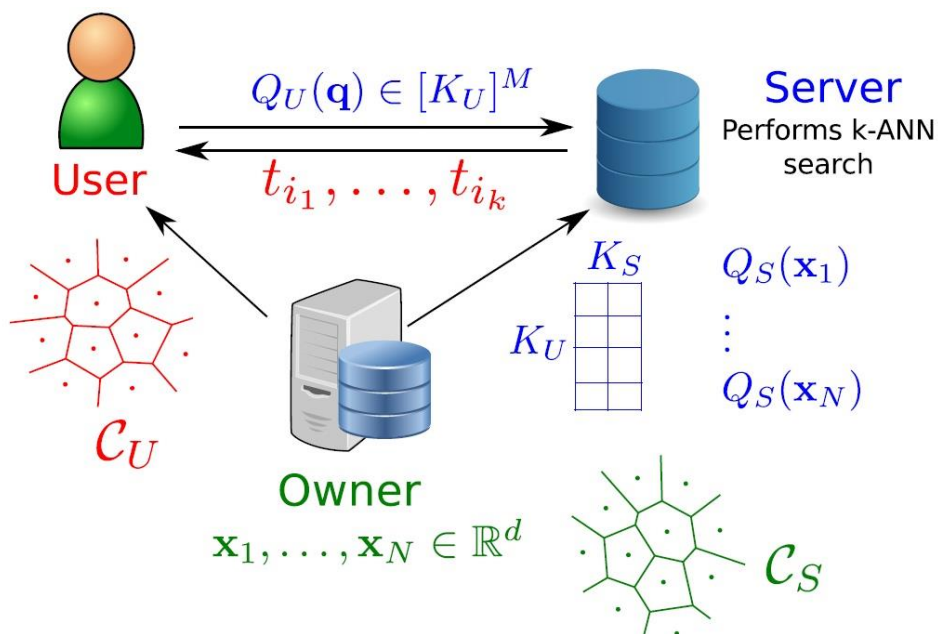 Q_U(𝐪) ∈ [K_U]^M
Server
Performs k-ANN
search
User
t_{i_1}, . . . , t_{i_k}
K_S
Q_S(𝐱_1)
K_U
⋮
Q_S(𝐱_N)
𝒞_U
Owner
𝐱_1, . . . , 𝐱_N ∈ ℝ^d
𝒞_S